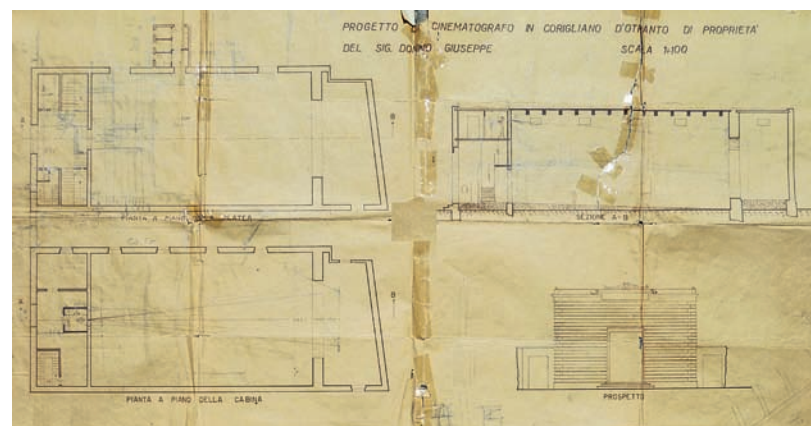 PROGETTO DI CINEMATOGRAFO IN CORIGLIANO D'OTRANTO DI PROPRIETA'
DEL SIG. DONNO GIUSEPPE SCALA 1:100
PIANTA A PIANO DELLA PLATEA
SEZIONE A-B
PIANTA A PIANO DELLA CABINA
PROSPETTO
A
B
A
B